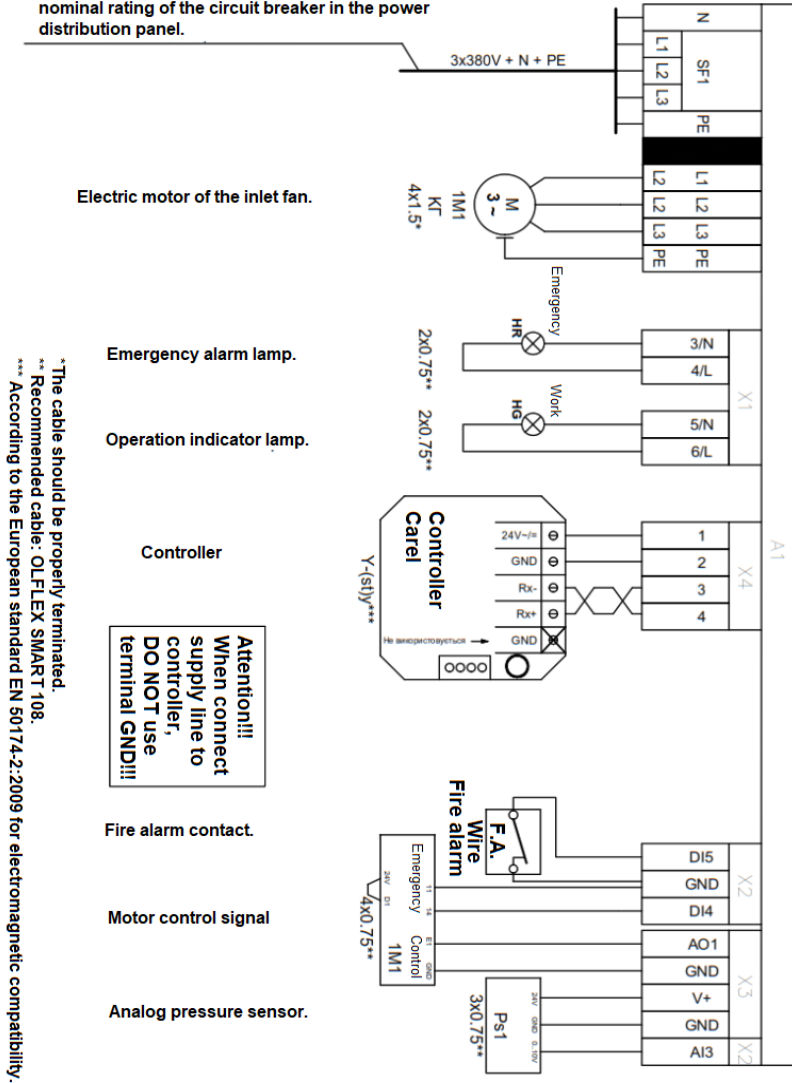 nominal rating of the circuit breaker in the power
distribution panel.
3x380V + N + PE
N
L1
L2
L3
SF1
PE
A1
Electric motor of the inlet fan.
4x1.5*
КГ
1M1
M
3 ~
L2
L1
L2
L2
L3
L3
PE
PE
Emergency alarm lamp.
2x0.75**
HR
Emergency
3/N
4/L
X1
Operation indicator lamp.
2x0.75**
HG
Work
5/N
6/L
Controller
Controller
Carel
Y-(st)y***
24V~/=
GND
Rx-
Rx+
Не використовується
GND
1
2
3
4
X4
Attention!!!
When connect
supply line to
controller,
DO NOT use
terminal GND!!!
Fire alarm contact.
Fire alarm
Wire
F.A.
DI5
GND
DI4
X2
Motor control signal
4x0.75**
24V
D1
Emergency
11
14
Control
1M1
E1
GND
AO1
GND
V+
GND
X3
AI3
X2
Analog pressure sensor.
3x0.75**
Ps1
24V
GND
0..10V
*The cable should be properly terminated.
** Recommended cable: OLFLEX SMART 108.
*** According to the European standard EN 50174-2:2009 for electromagnetic compatibility.